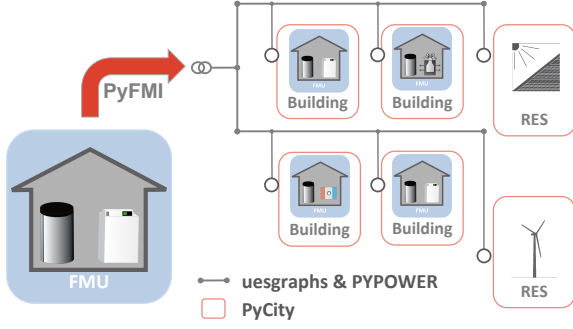 PyFMI
FMU
FMU
Building
FMU
Building
RES
FMU
Building
FMU
Building
RES
uesgraphs & PYPOWER
PyCity